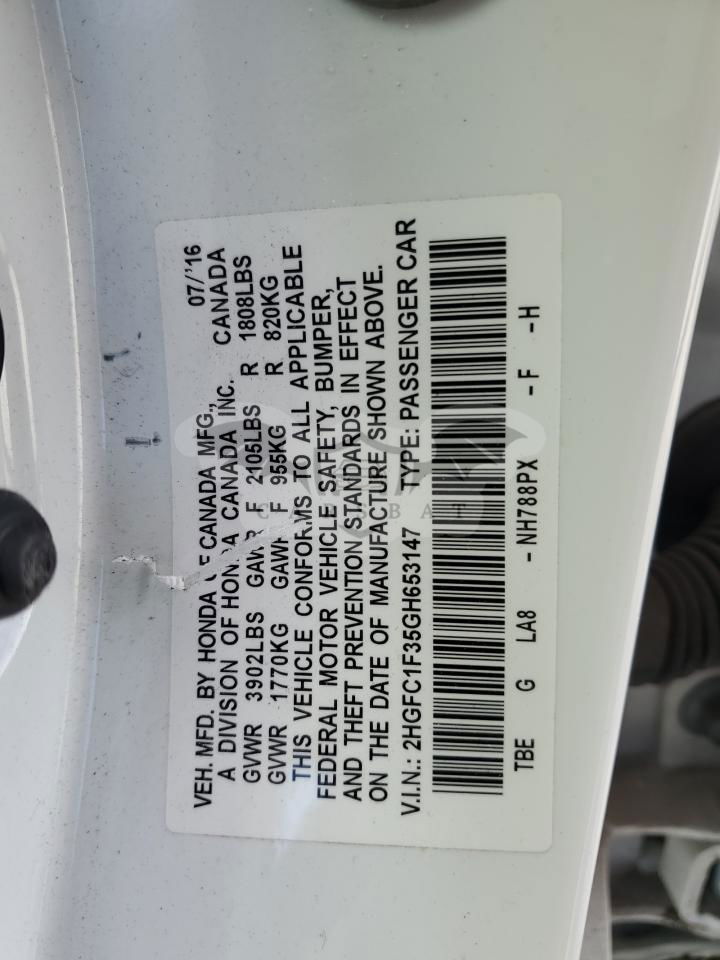 VEH. MFD. BY HONDA OF CANADA MFG., 07/'16
A DIVISION OF HONDA CANADA INC. CANADA
GVWR 3902LBS GAWR F 2105LBS R 1808LBS
GVWR 1770KG GAWR F 955KG R 820KG
THIS VEHICLE CONFORMS TO ALL APPLICABLE
FEDERAL MOTOR VEHICLE SAFETY, BUMPER,
AND THEFT PREVENTION STANDARDS IN EFFECT
ON THE DATE OF MANUFACTURE SHOWN ABOVE.
V.I.N.: 2HGFC1F35GH653147 TYPE: PASSENGER CAR
TBE G LA8 - NH788PX - F - H
CARSBAT